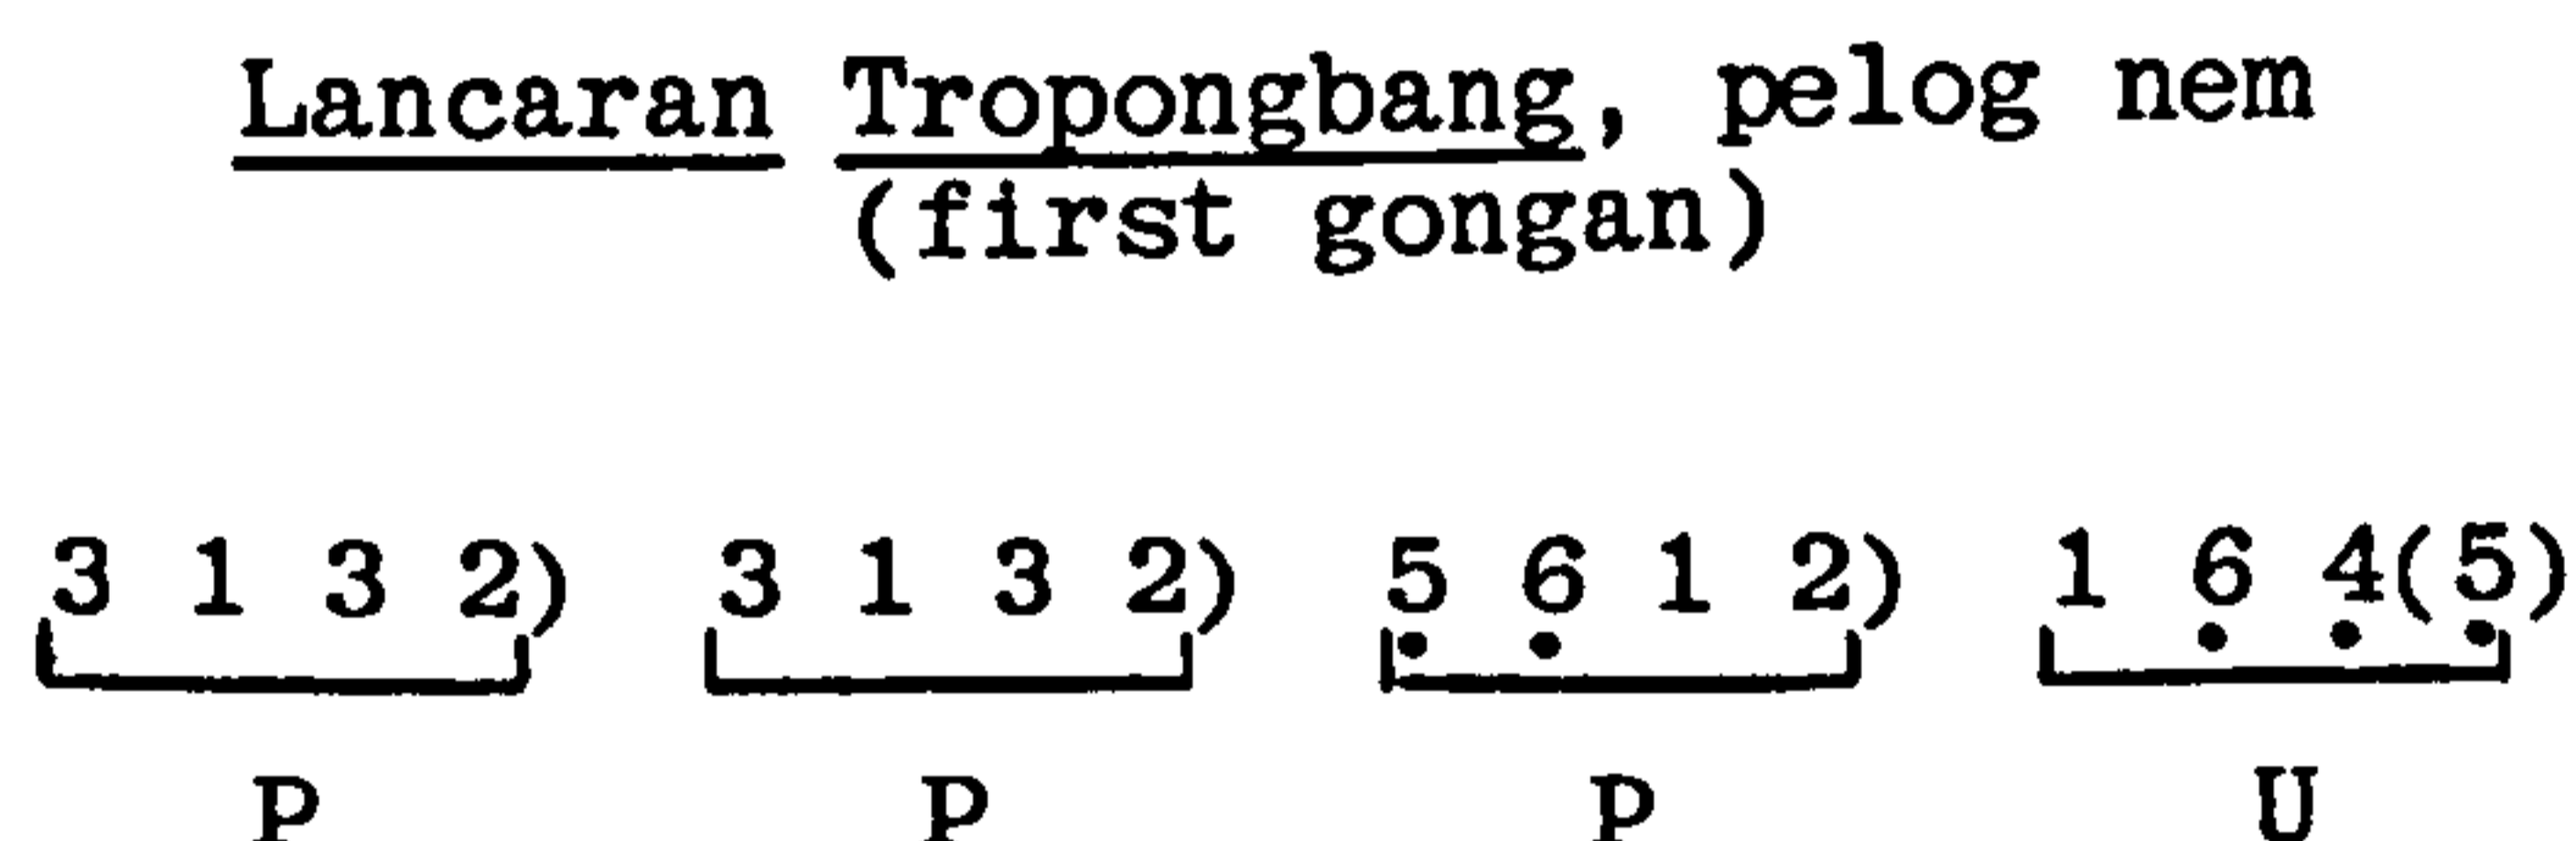 Lancaran Tropongbang, pelog nem
(first gongan)
3 1 3 2) 3 1 3 2) 5̣ 6̣ 1 2) 1 6̣ 4̣(5̣)
P P P U